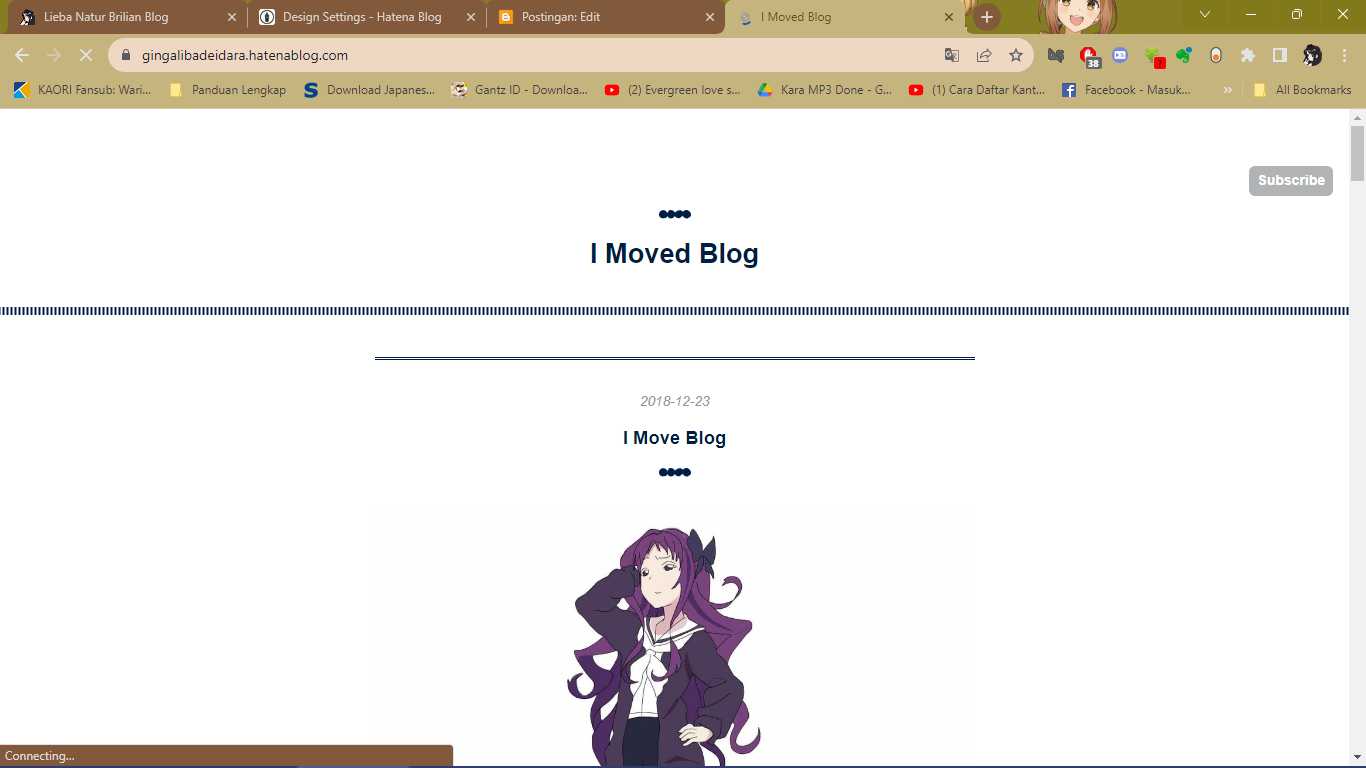 Lieba Natur Brilian Blog
Design Settings - Hatena Blog
Postingan: Edit
I Moved Blog
gingalibadeidara.hatenablog.com
38
1
KAORI Fansub: Wari...
Panduan Lengkap
Download Japanes...
Gantz ID - Downloa...
(2) Evergreen love s...
Kara MP3 Done - G...
(1) Cara Daftar Kant...
Facebook - Masuk...
»
All Bookmarks
Subscribe
I Moved Blog
2018-12-23
I Move Blog
Connecting...